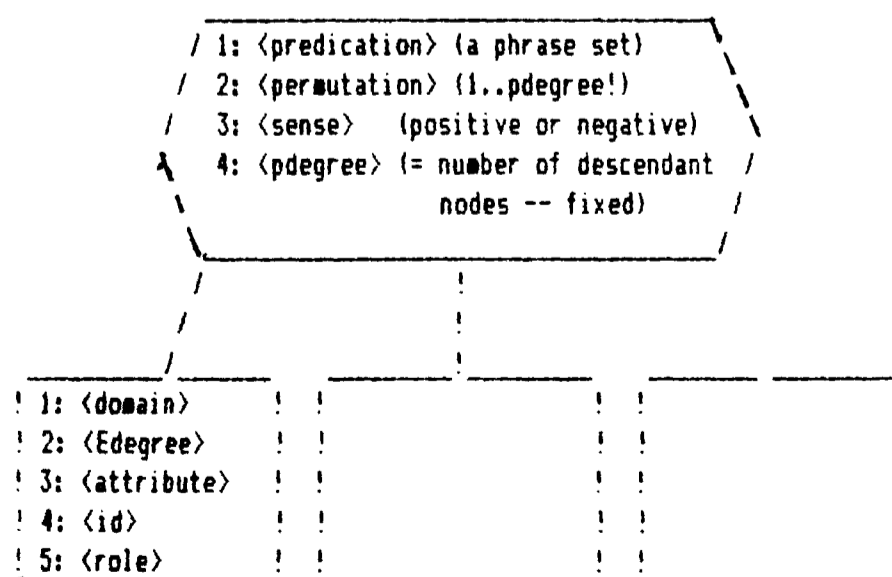 1: <predication> (a phrase set)
2: <permutation> (1..pdegree!)
3: <sense> (positive or negative)
4: <pdegree> (= number of descendant
nodes -- fixed)
1: <domain>
2: <Edegree>
3: <attribute>
4: <id>
5: <role>